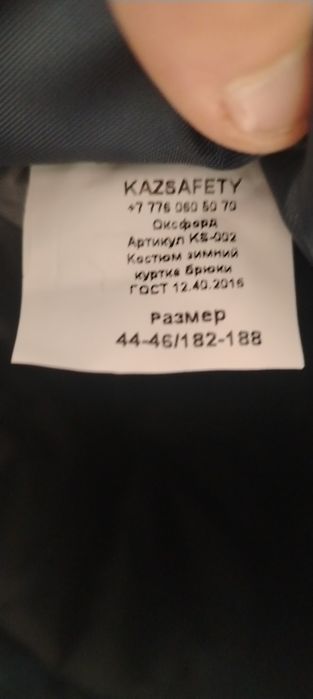 KAZSAFETY
+7 776 060 50 70
Оксфорд
Артикул KS-002
Костюм зимний
куртка брюки
ГОСТ 12.40.2016
Размер
44-46/182-188